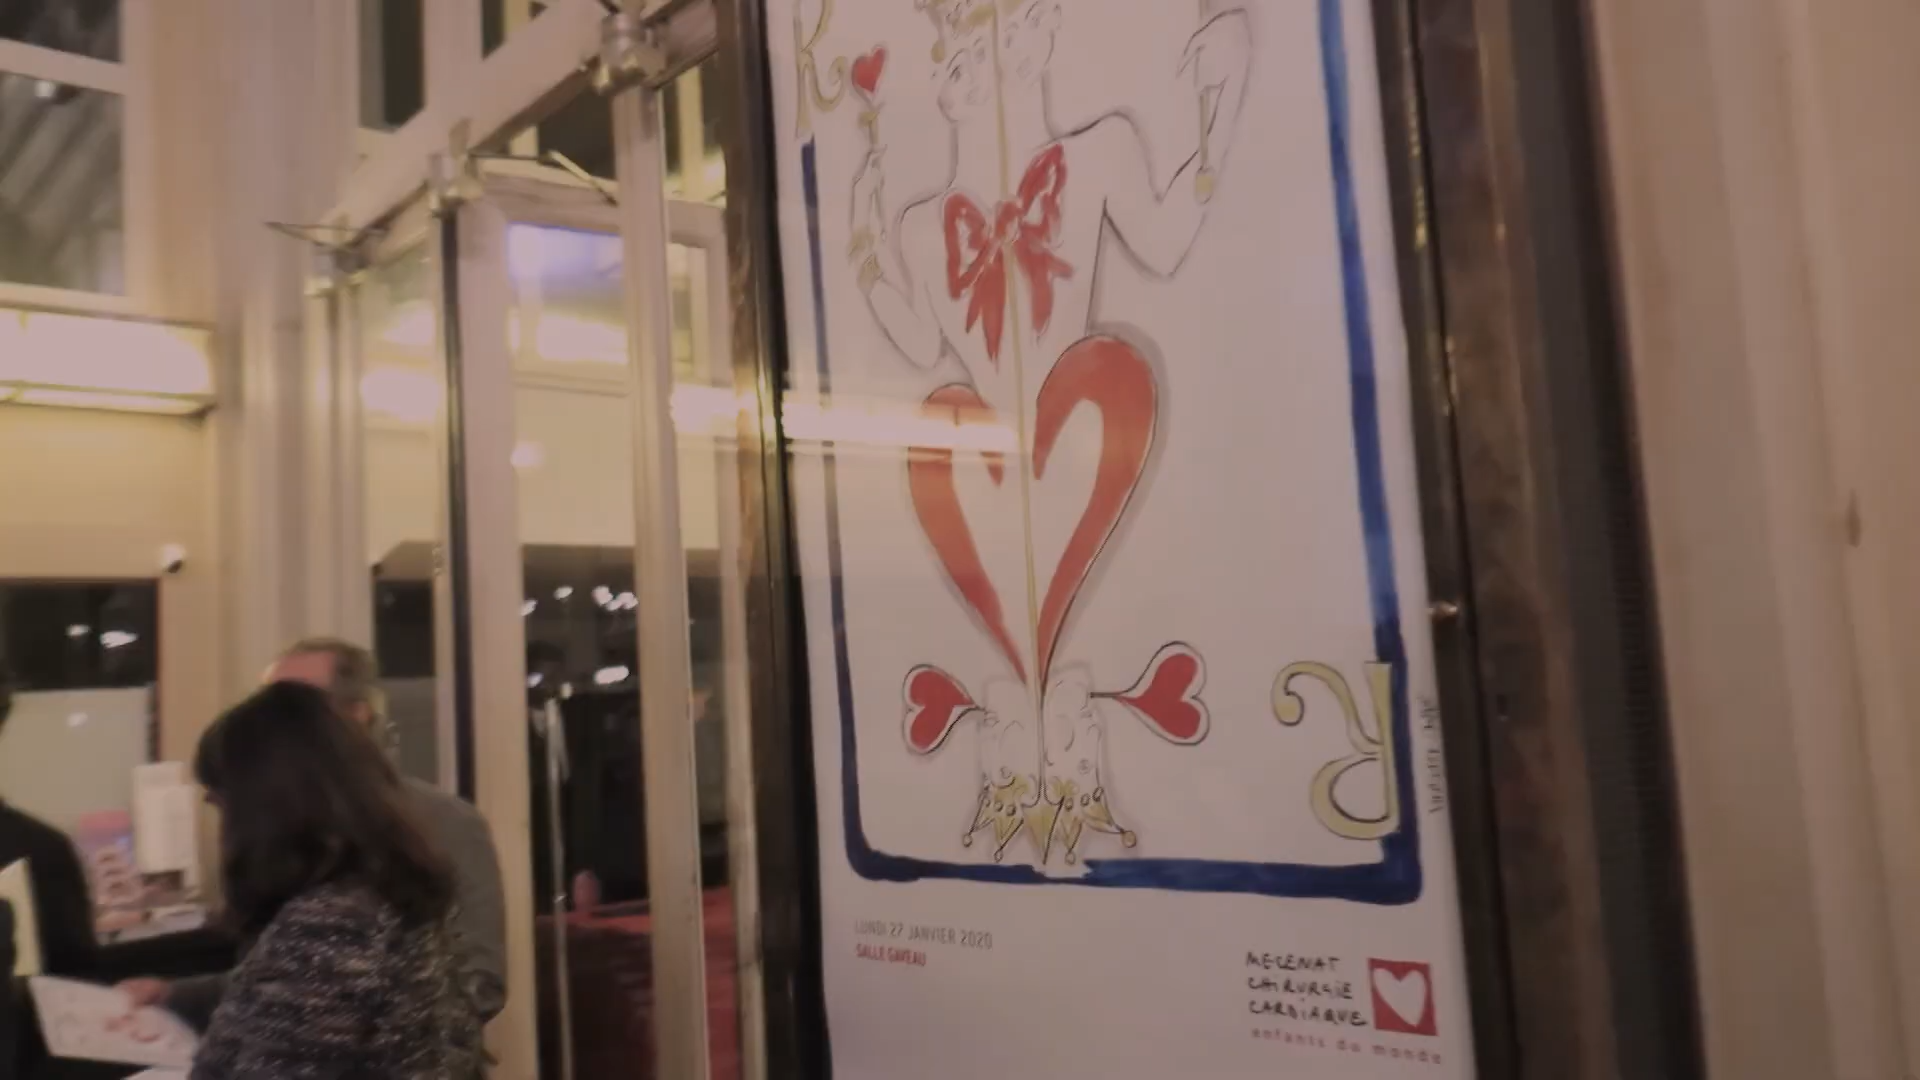 R
R
LUNDI 27 JANVIER 2020
SALLE GAVEAU
MECENAT
CHIRURGIE
CARDIAQUE
enfants du monde